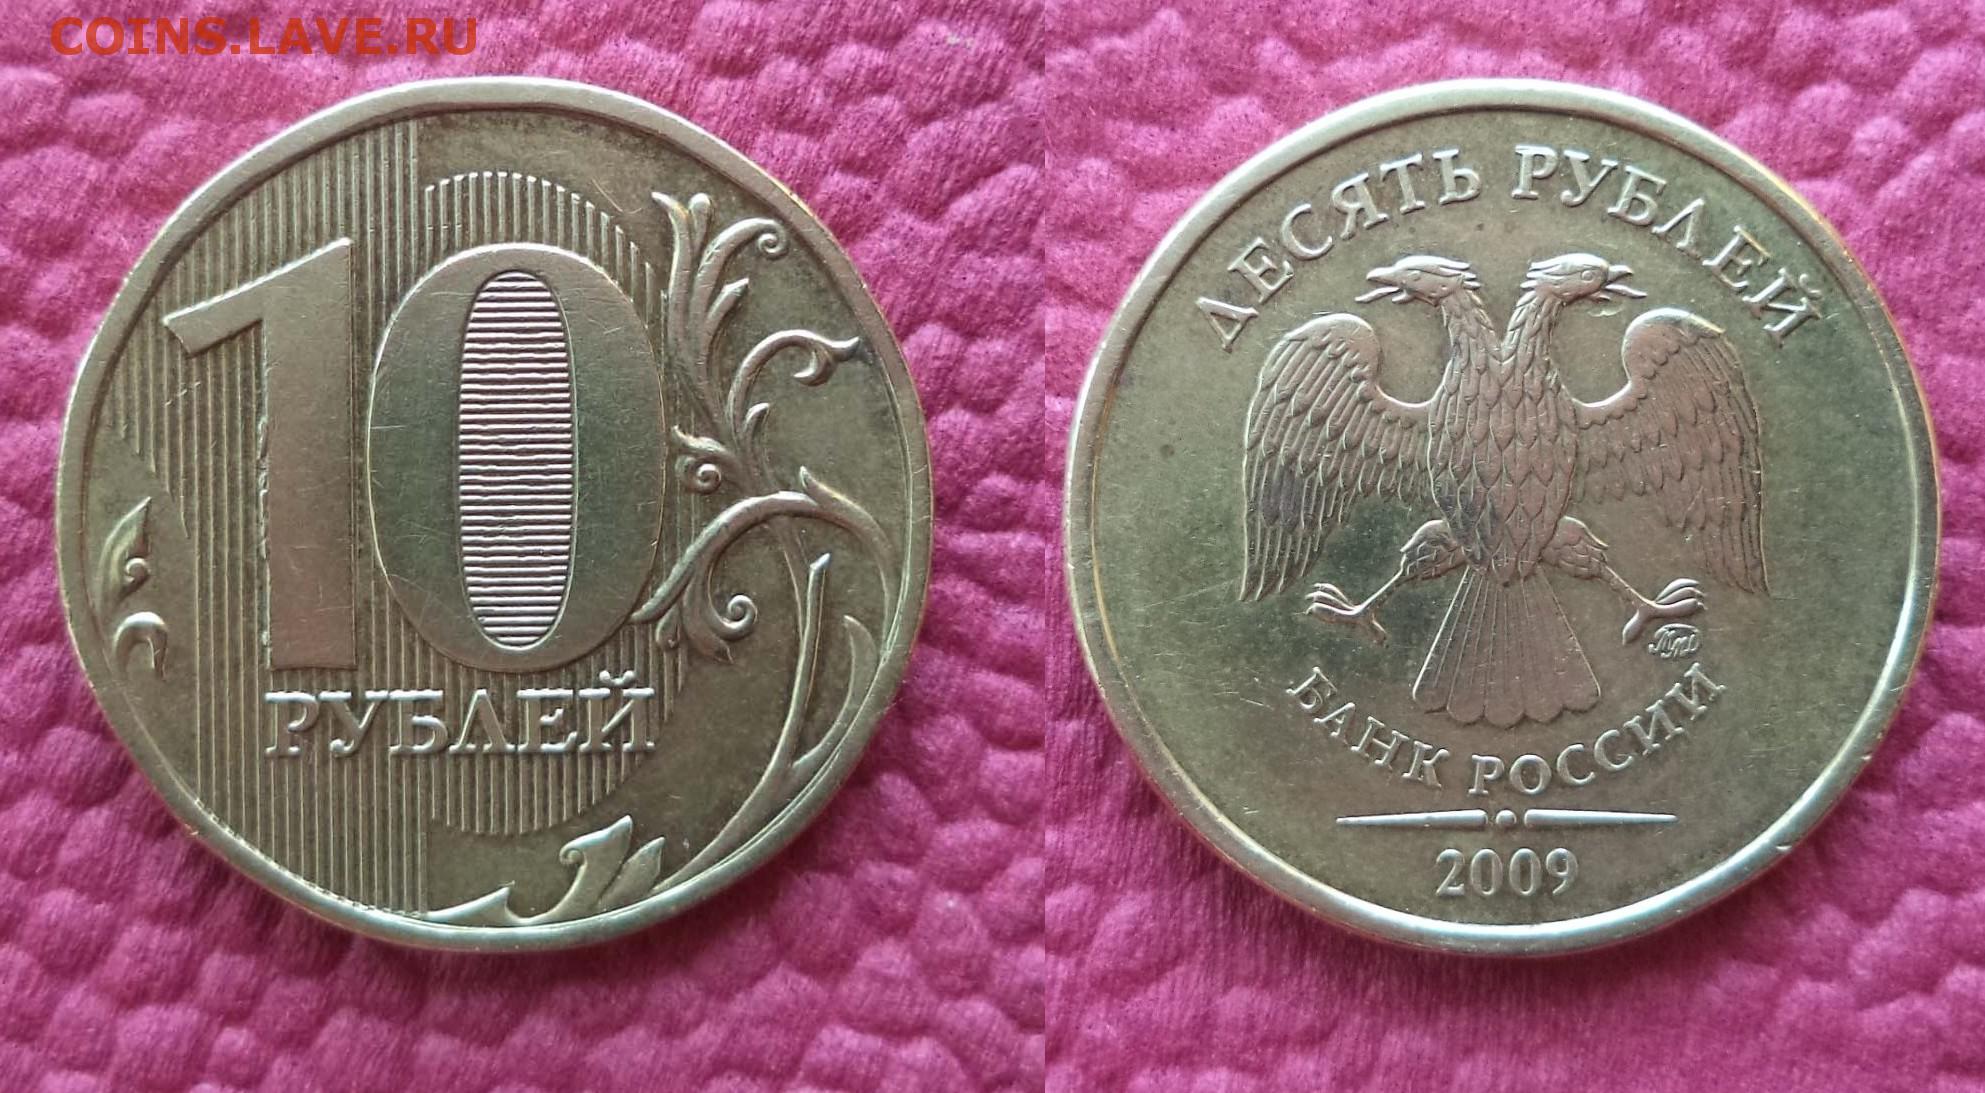 COINS.LAVE.RU
10
РУБЛЕЙ
ДЕСЯТЬ РУБЛЕЙ
БАНК РОССИИ
2009